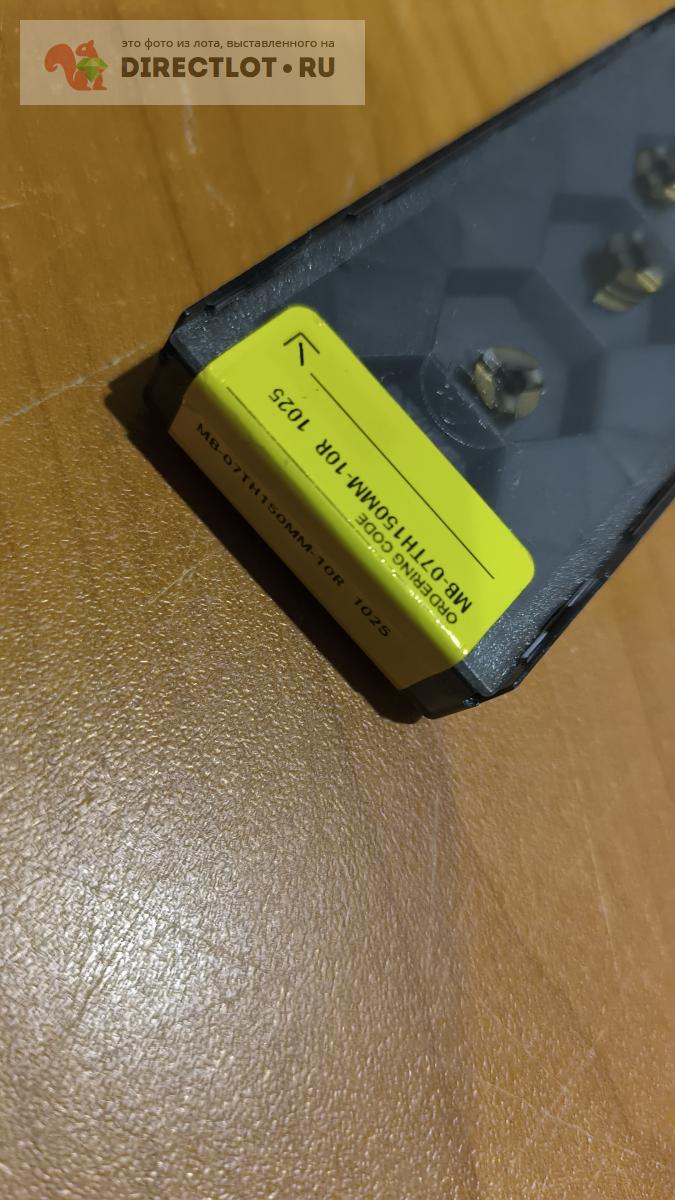 это фото из лота, выставленного на
DIRECTLOT•RU
ORDERING CODE
MB-07TH150MM-10R 1025
MB-07TH150MM-10R 1025